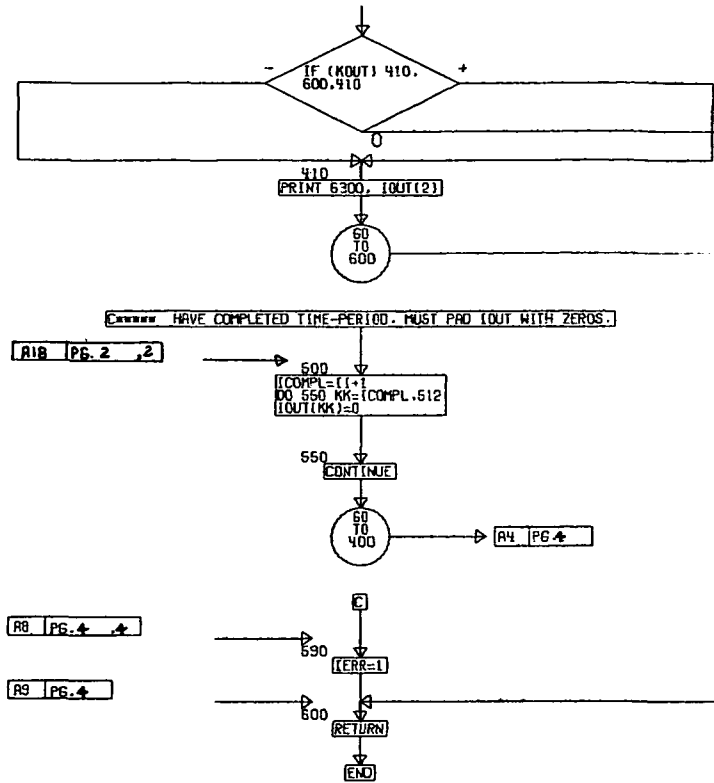 -
IF (KOUT) 410,
600,410
+
0
410
PRINT 6300, IOUT(2)
GO
TO
600
C***** HAVE COMPLETED TIME-PERIOD. MUST PAD IOUT WITH ZEROS.
A18 PG. 2 ,2
500
ICOMPL=II+1
DO 550 KK=ICOMPL,512
IOUT(KK)=0
550
CONTINUE
GO
TO
400
A4 PG.4
C
A8 PG.4 .4
590
IERR=1
A9 PG.4
600
RETURN
END